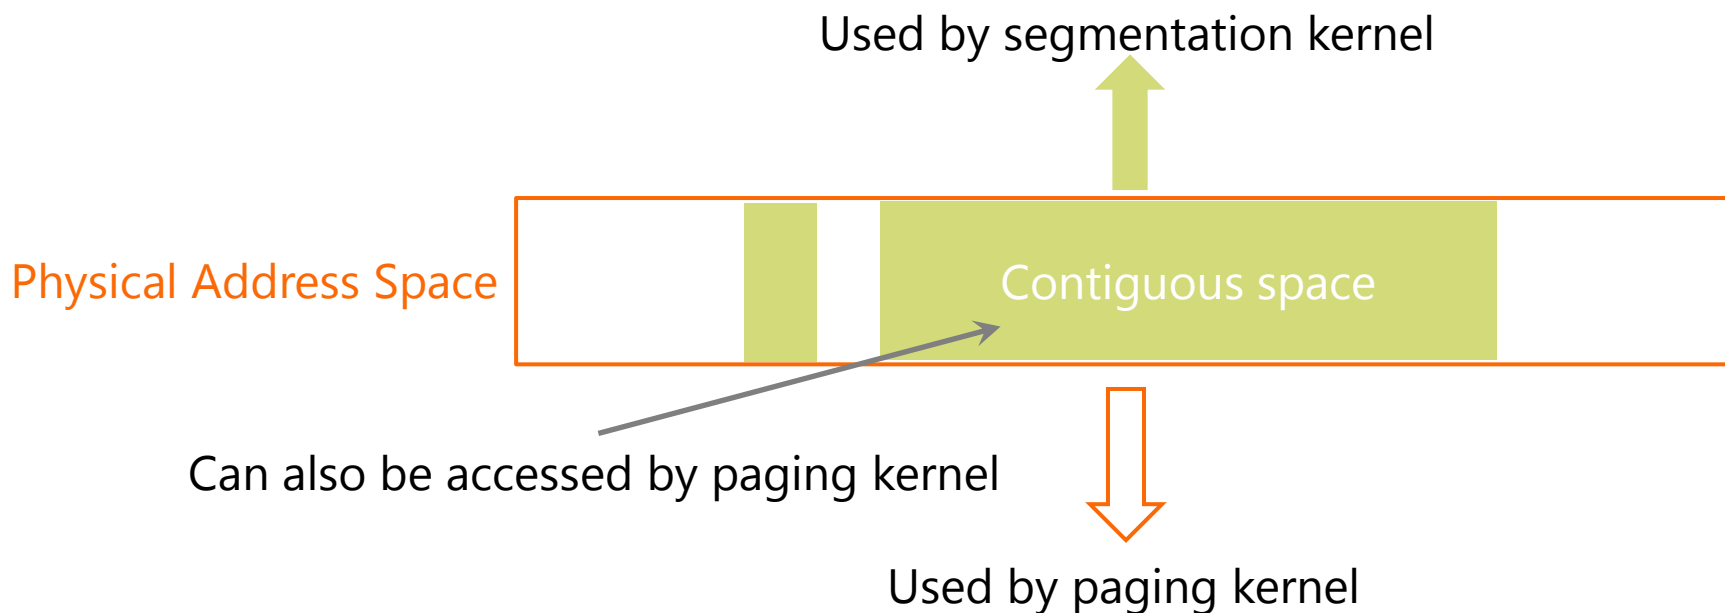 Used by segmentation kernel
Physical Address Space
Contiguous space
Can also be accessed by paging kernel
Used by paging kernel